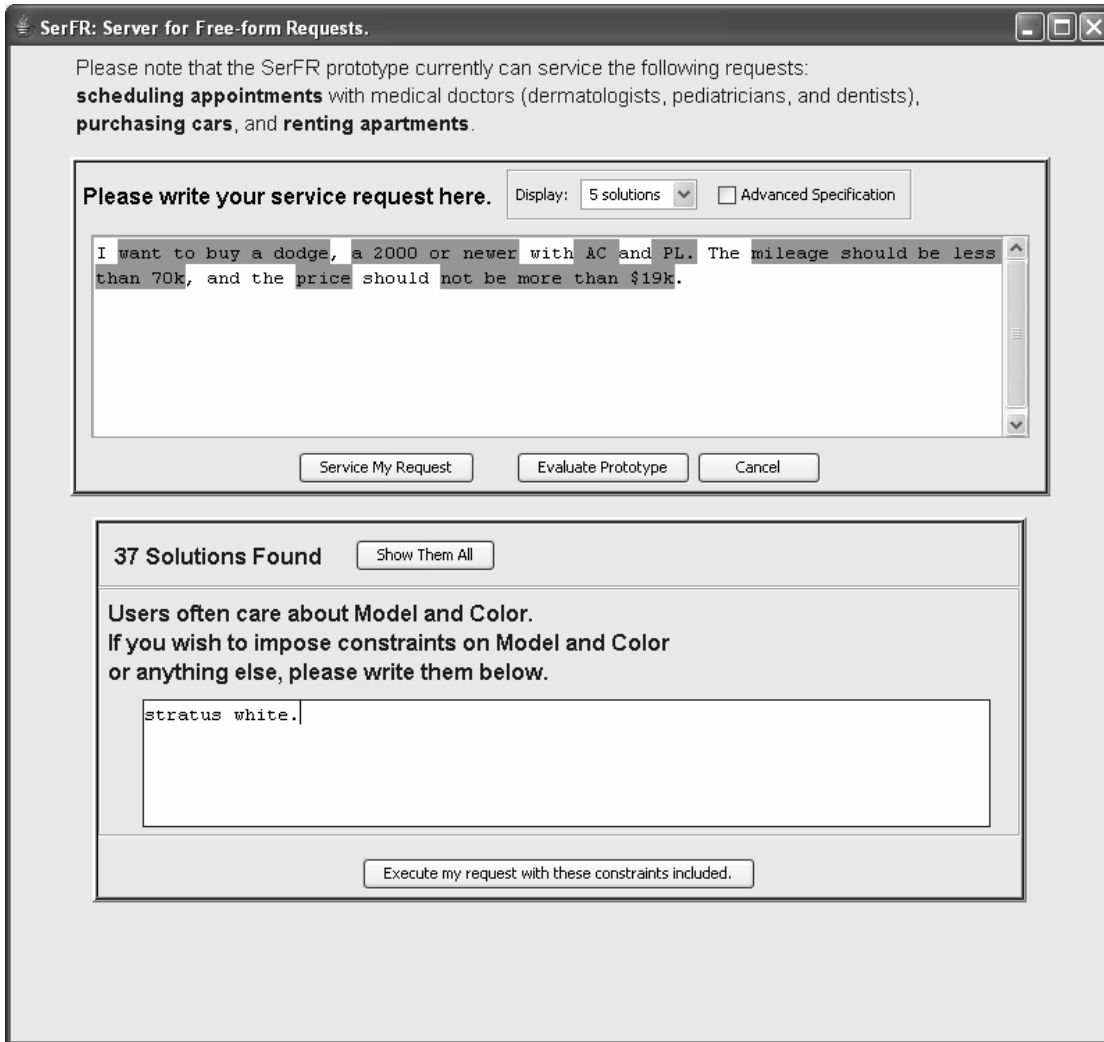 SerFR: Server for Free-form Requests.
Please note that the SerFR prototype currently can service the following requests:
scheduling appointments with medical doctors (dermatologists, pediatricians, and dentists),
purchasing cars, and renting apartments.
Please write your service request here. Display: 5 solutions Advanced Specification
I want to buy a dodge, a 2000 or newer with AC and PL. The mileage should be less
than 70k, and the price should not be more than $19k.
Service My Request Evaluate Prototype Cancel
37 Solutions Found Show Them All
Users often care about Model and Color.
If you wish to impose constraints on Model and Color
or anything else, please write them below.
stratus white.
Execute my request with these constraints included.